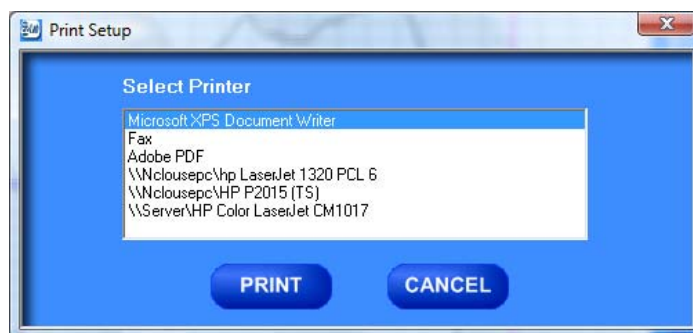 Print Setup
Select Printer
Microsoft XPS Document Writer
Fax
Adobe PDF
\\Nclousepc\hp LaserJet 1320 PCL 6
\\Nclousepc\HP P2015 (TS)
\\Server\HP Color LaserJet CM1017
PRINT CANCEL